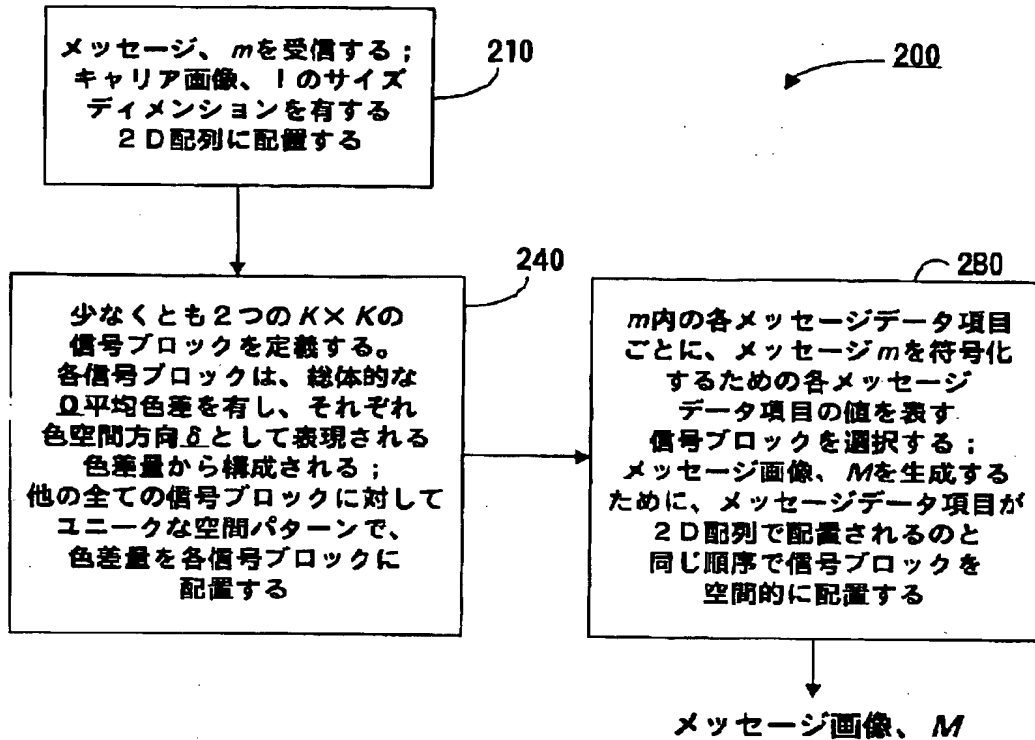 メッセージ、mを受信する；
キャリア画像、Iのサイズ
ディメンションを有する
2D配列に配置する
210
200
少なくとも2つのK×Kの
信号ブロックを定義する。
各信号ブロックは、総体的な
0平均色差を有し、それぞれ
色空間方向δとして表現される
色差量から構成される；
他の全ての信号ブロックに対して
ユニークな空間パターンで、
色差量を各信号ブロックに
配置する
240
m内の各メッセージデータ項目
ごとに、メッセージmを符号化
するための各メッセージ
データ項目の値を表す
信号ブロックを選択する；
メッセージ画像、Mを生成する
ために、メッセージデータ項目が
2D配列で配置されるのと
同じ順序で信号ブロックを
空間的に配置する
280
メッセージ画像、M